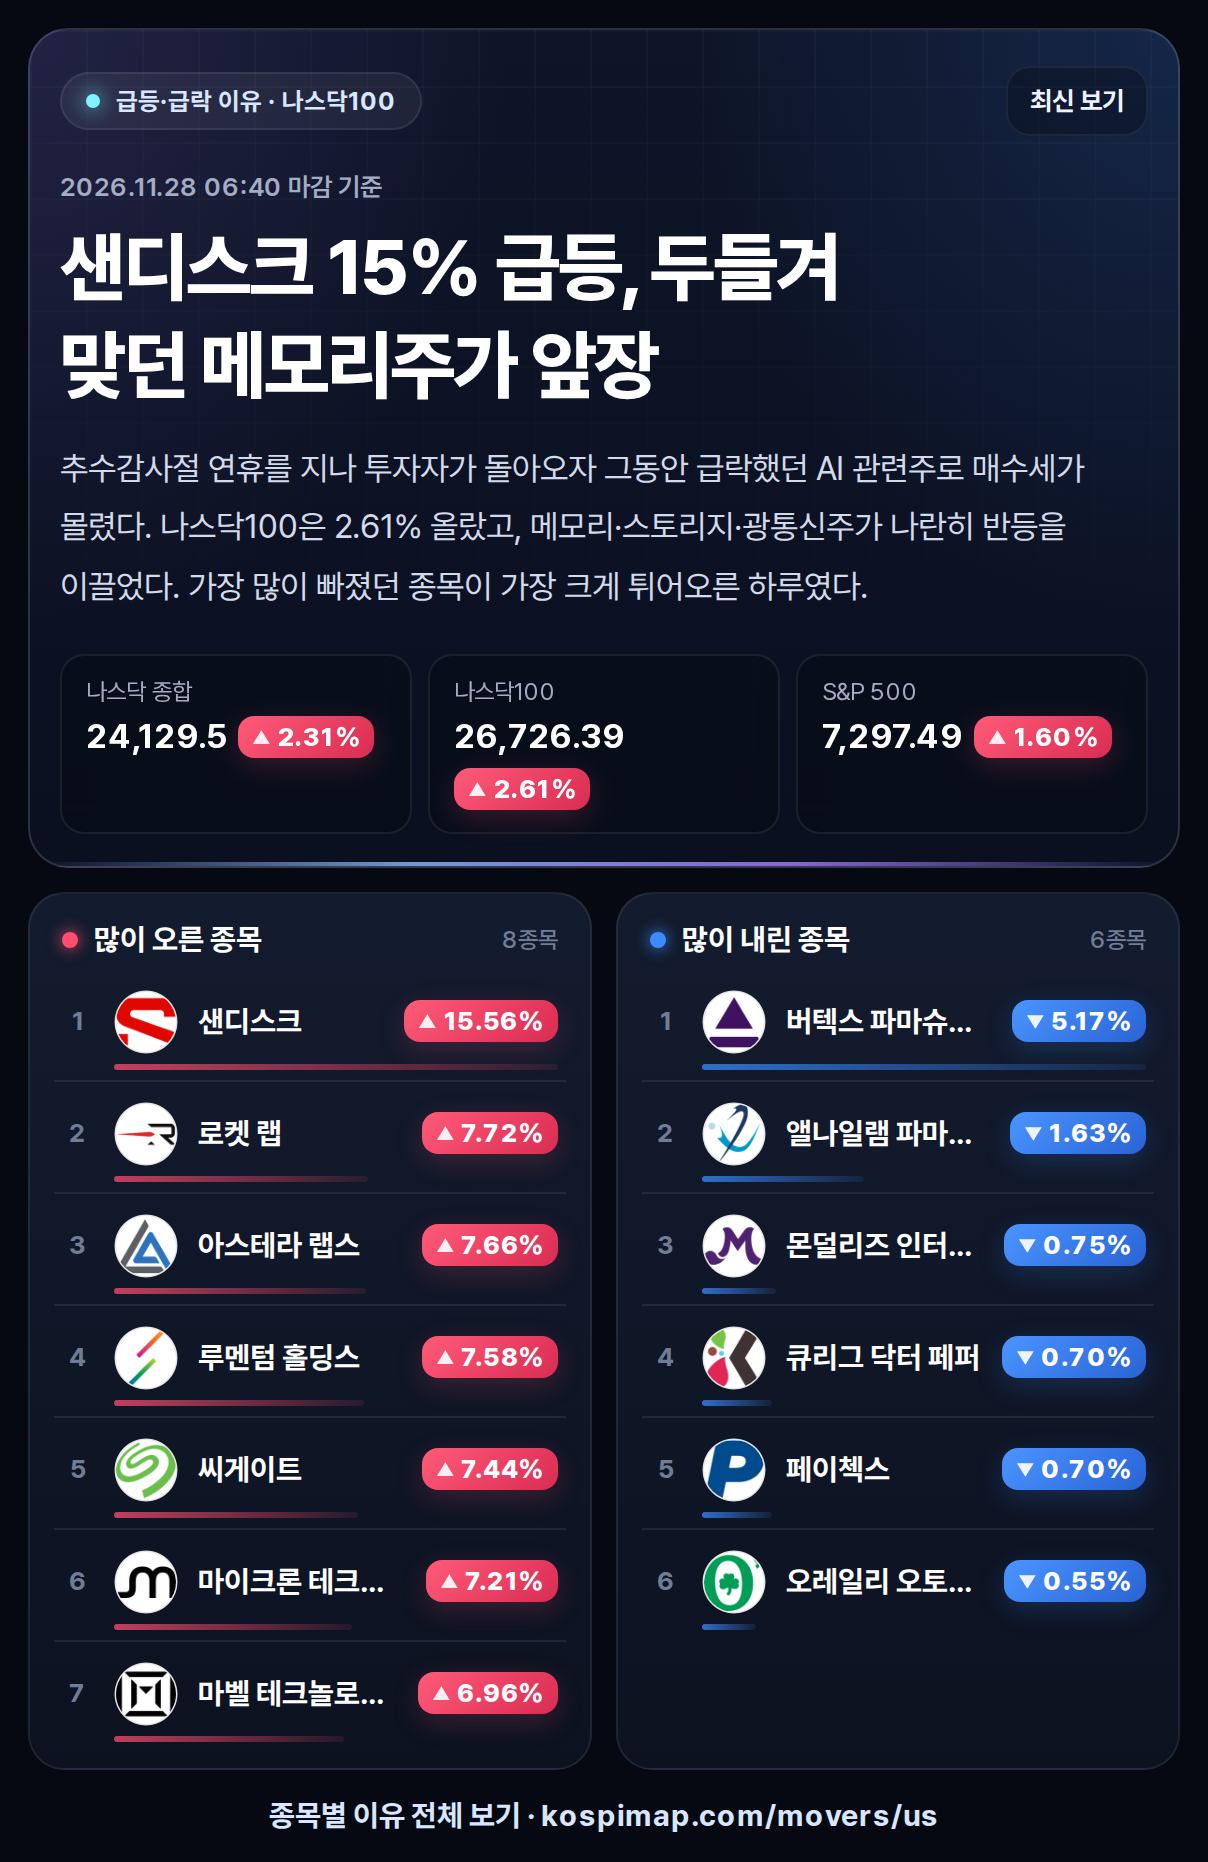 급등·급락 이유 · 나스닥100
최신 보기
2026.11.28 06:40 마감 기준
샌디스크 15% 급등, 두들겨
맞던 메모리주가 앞장
추수감사절 연휴를 지나 투자자가 돌아오자 그동안 급락했던 AI 관련주로 매수세가
몰렸다. 나스닥100은 2.61% 올랐고, 메모리·스토리지·광통신주가 나란히 반등을
이끌었다. 가장 많이 빠졌던 종목이 가장 크게 튀어오른 하루였다.
나스닥 종합
24,129.5 ▲ 2.31%
나스닥100
26,726.39
▲ 2.61%
S&P 500
7,297.49 ▲ 1.60%
많이 오른 종목 8종목
1 샌디스크 ▲ 15.56%
2 로켓 랩 ▲ 7.72%
3 아스테라 랩스 ▲ 7.66%
4 루멘텀 홀딩스 ▲ 7.58%
5 씨게이트 ▲ 7.44%
6 마이크론 테크... ▲ 7.21%
7 마벨 테크놀로... ▲ 6.96%
많이 내린 종목 6종목
1 버텍스 파마슈... ▼ 5.17%
2 앨나일램 파마... ▼ 1.63%
3 몬덜리즈 인터... ▼ 0.75%
4 큐리그 닥터 페퍼 ▼ 0.70%
5 페이첵스 ▼ 0.70%
6 오레일리 오토... ▼ 0.55%
종목별 이유 전체 보기 · kospimap.com/movers/us